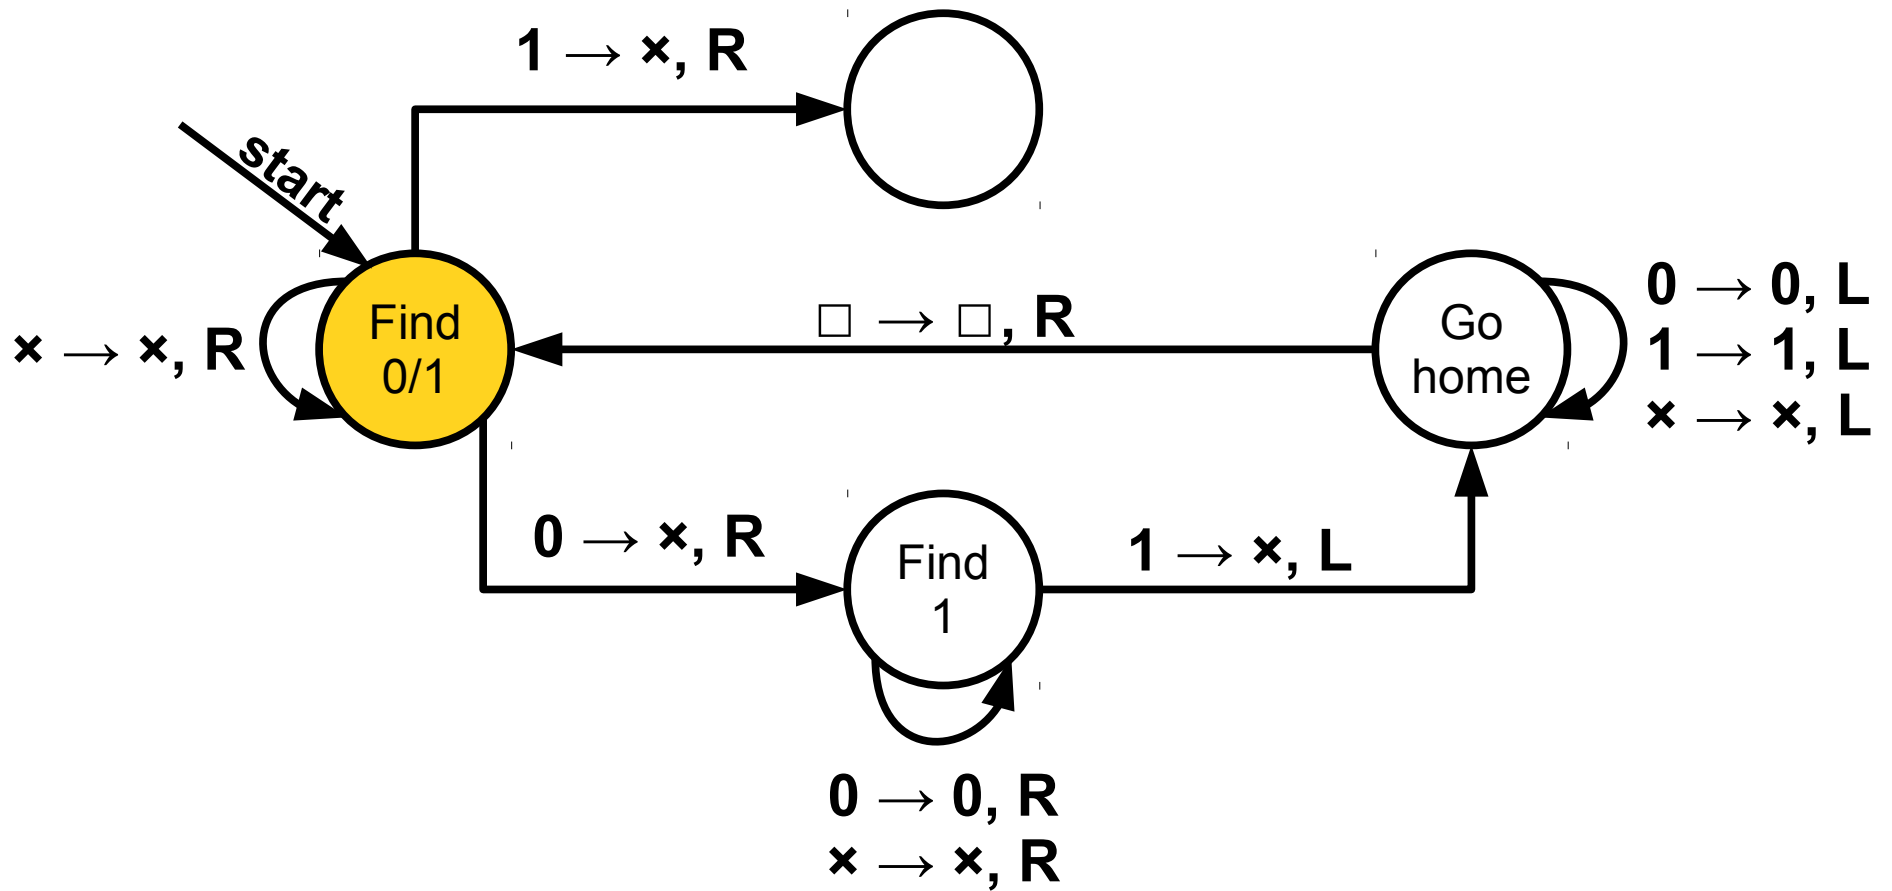 1 → ×, R
start
Find
0/1
× → ×, R
□ → □, R
Go
home
0 → 0, L
1 → 1, L
× → ×, L
0 → ×, R
Find
1
1 → ×, L
0 → 0, R
× → ×, R